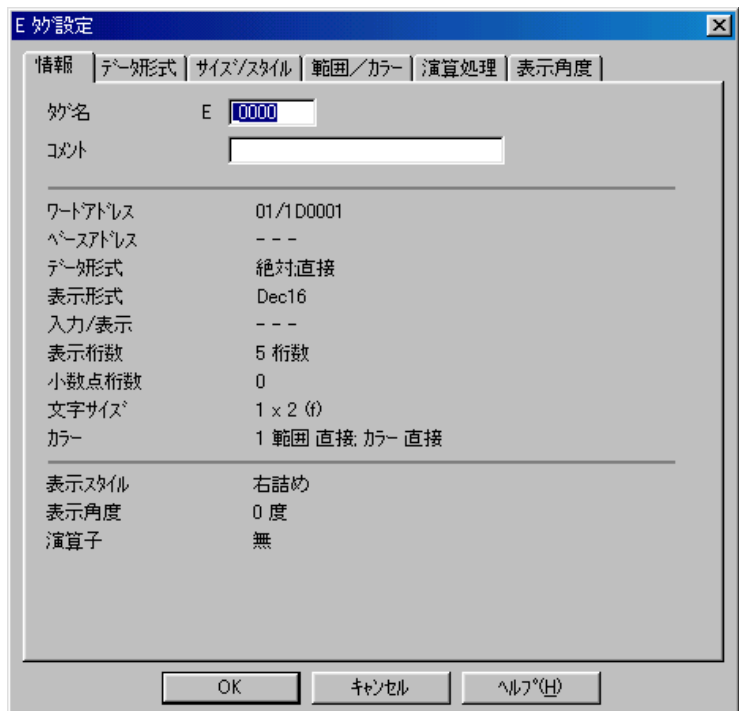 E ﾀｸﾞ設定
情報 ﾃﾞｰﾀ形式 ｻｲｽﾞ/ｽﾀｲﾙ 範囲／カラー 演算処理 表示角度
ﾀｸﾞ名 E 0000
ｺﾒﾝﾄ
ﾜｰﾄﾞｱﾄﾞﾚｽ 01/1D0001
ﾍﾞｰｽｱﾄﾞﾚｽ - - -
ﾃﾞｰﾀ形式 絶対;直接
表示形式 Dec16
入力/表示 - - -
表示桁数 5 桁数
小数点桁数 0
文字ｻｲｽﾞ 1 x 2 (f)
ｶﾗｰ 1 範囲 直接; ｶﾗｰ 直接
表示ｽﾀｲﾙ 右詰め
表示角度 0 度
演算子 無
OK ｷｬﾝｾﾙ ﾍﾙﾌﾟ(H)